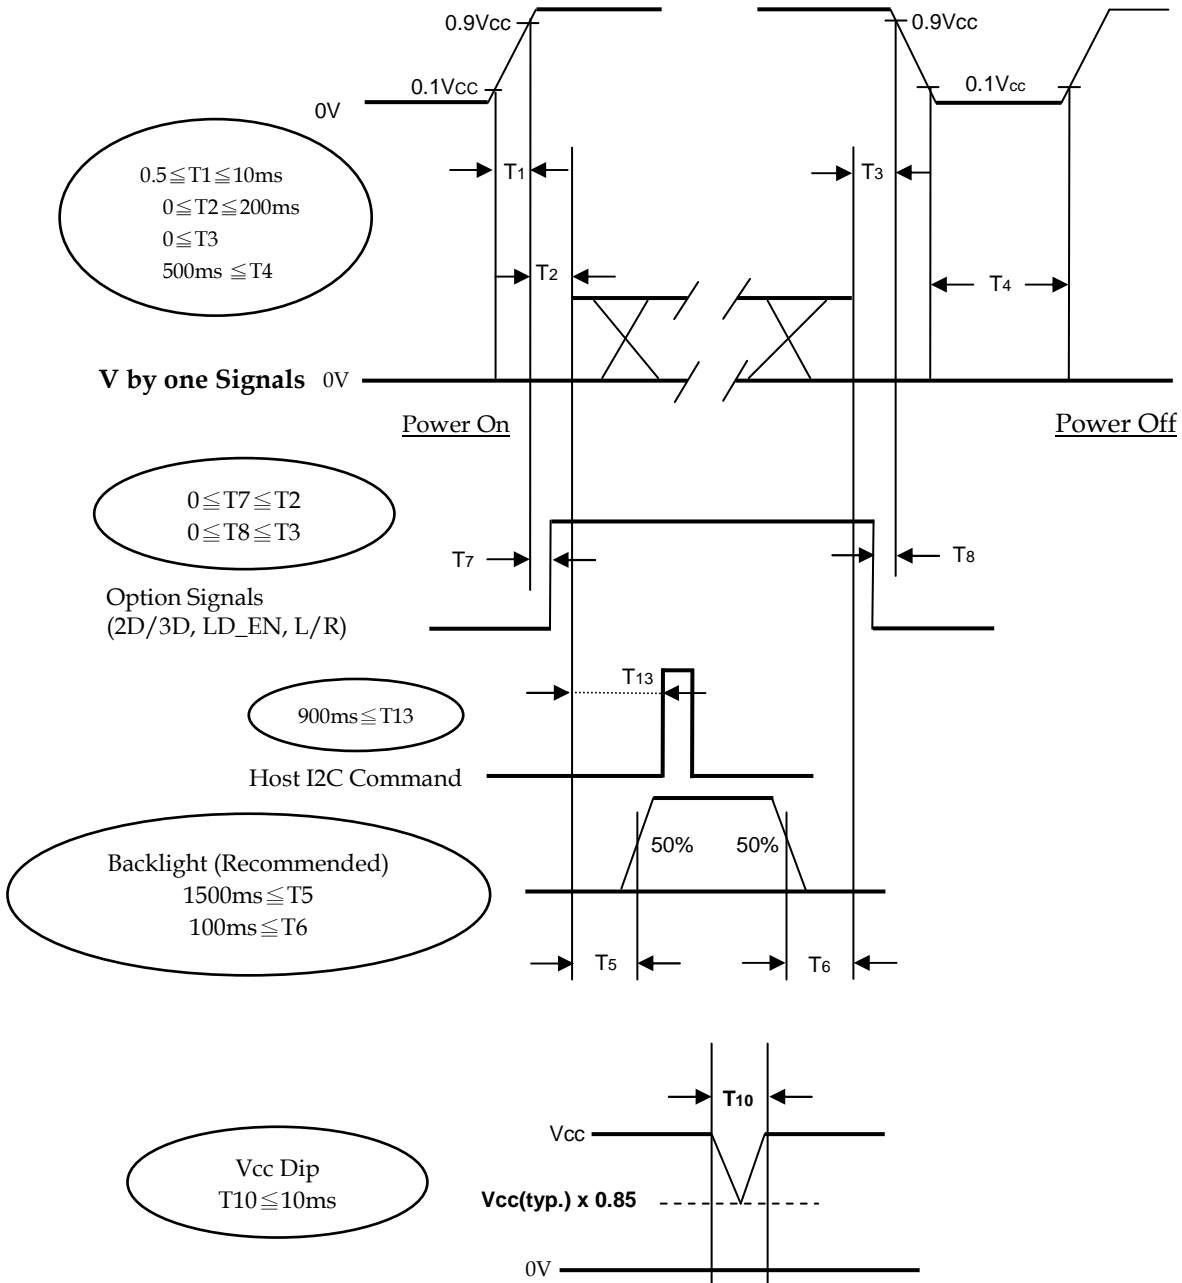 0.9Vcc
0.9Vcc
0.1Vcc
0.1Vcc
0V
T1
T3
0.5≦T1≦10ms
0≦T2≦200ms
0≦T3
500ms ≦T4
T2
T4
V by one Signals 0V
Power On
Power Off
0≦T7≦T2
0≦T8≦T3
T7
T8
Option Signals
(2D/3D, LD_EN, L/R)
T13
900ms≦T13
Host I2C Command
50% 50%
Backlight (Recommended)
1500ms≦T5
100ms≦T6
T5
T6
T10
Vcc
Vcc Dip
T10≦10ms
Vcc(typ.) x 0.85
0V